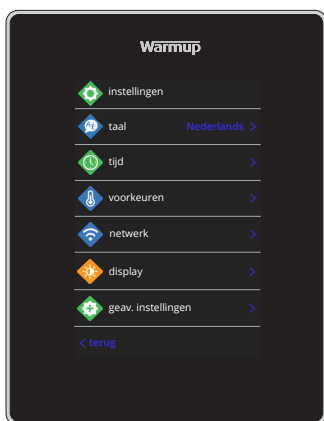 Warmup
instellingen
taal Nederlands >
tijd >
voorkeuren >
netwerk >
display >
geav. instellingen >
< terug